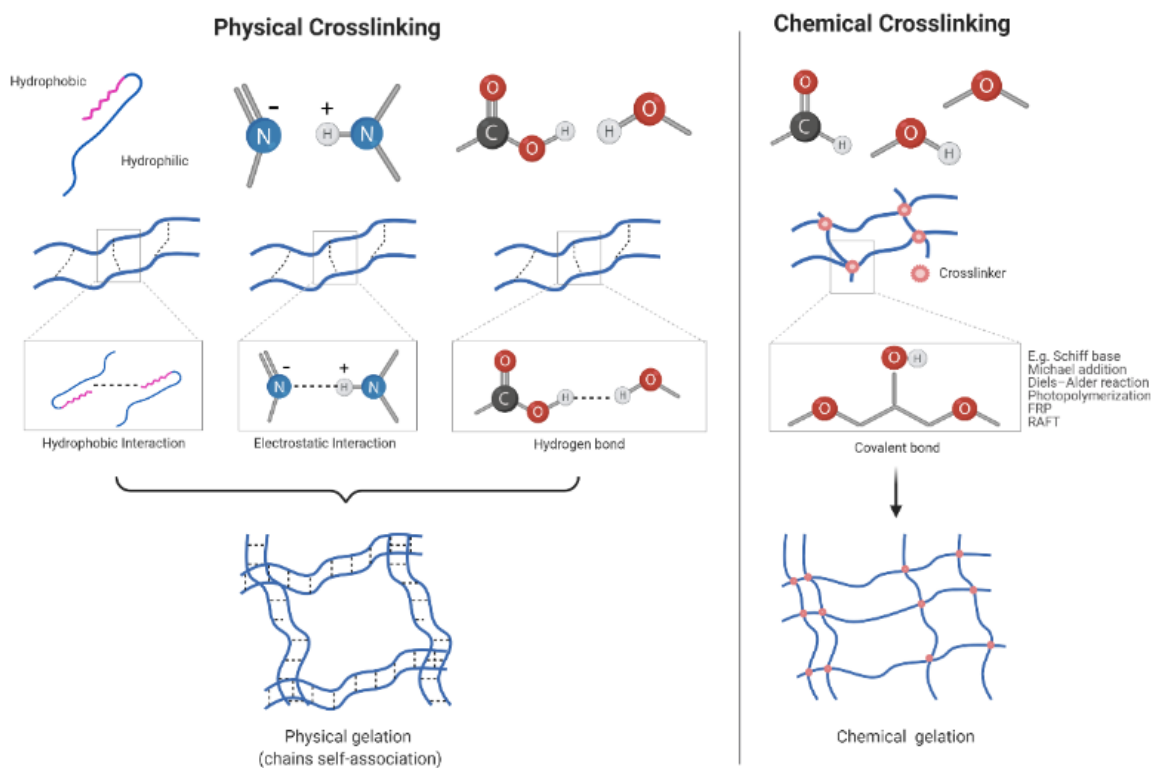 Physical Crosslinking
Hydrophobic
Hydrophilic
-
+
N
H
N
O
C
O
H
H
O
Hydrophobic Interaction
-
+
N
H
N
Electrostatic Interaction
O
C
O
H
H
O
Hydrogen bond
Physical gelation
(chains self-association)
Chemical Crosslinking
O
C
H
O
H
O
Crosslinker
O
H
O
O
E.g. Schiff base
Michael addition
Diels–Alder reaction
Photopolymerization
FRP
RAFT
Covalent bond
Chemical gelation